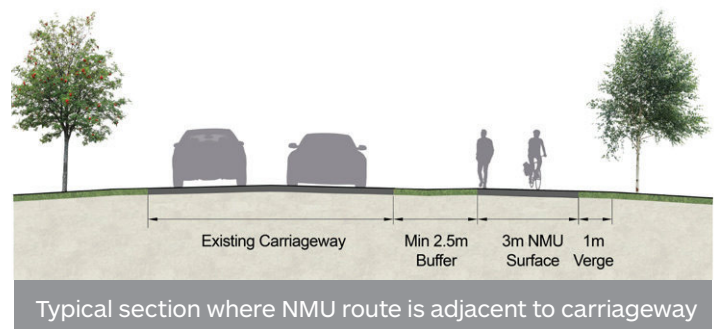 Existing Carriageway
Min 2.5m
Buffer
3m NMU
Surface
1m
Verge
Typical section where NMU route is adjacent to carriageway